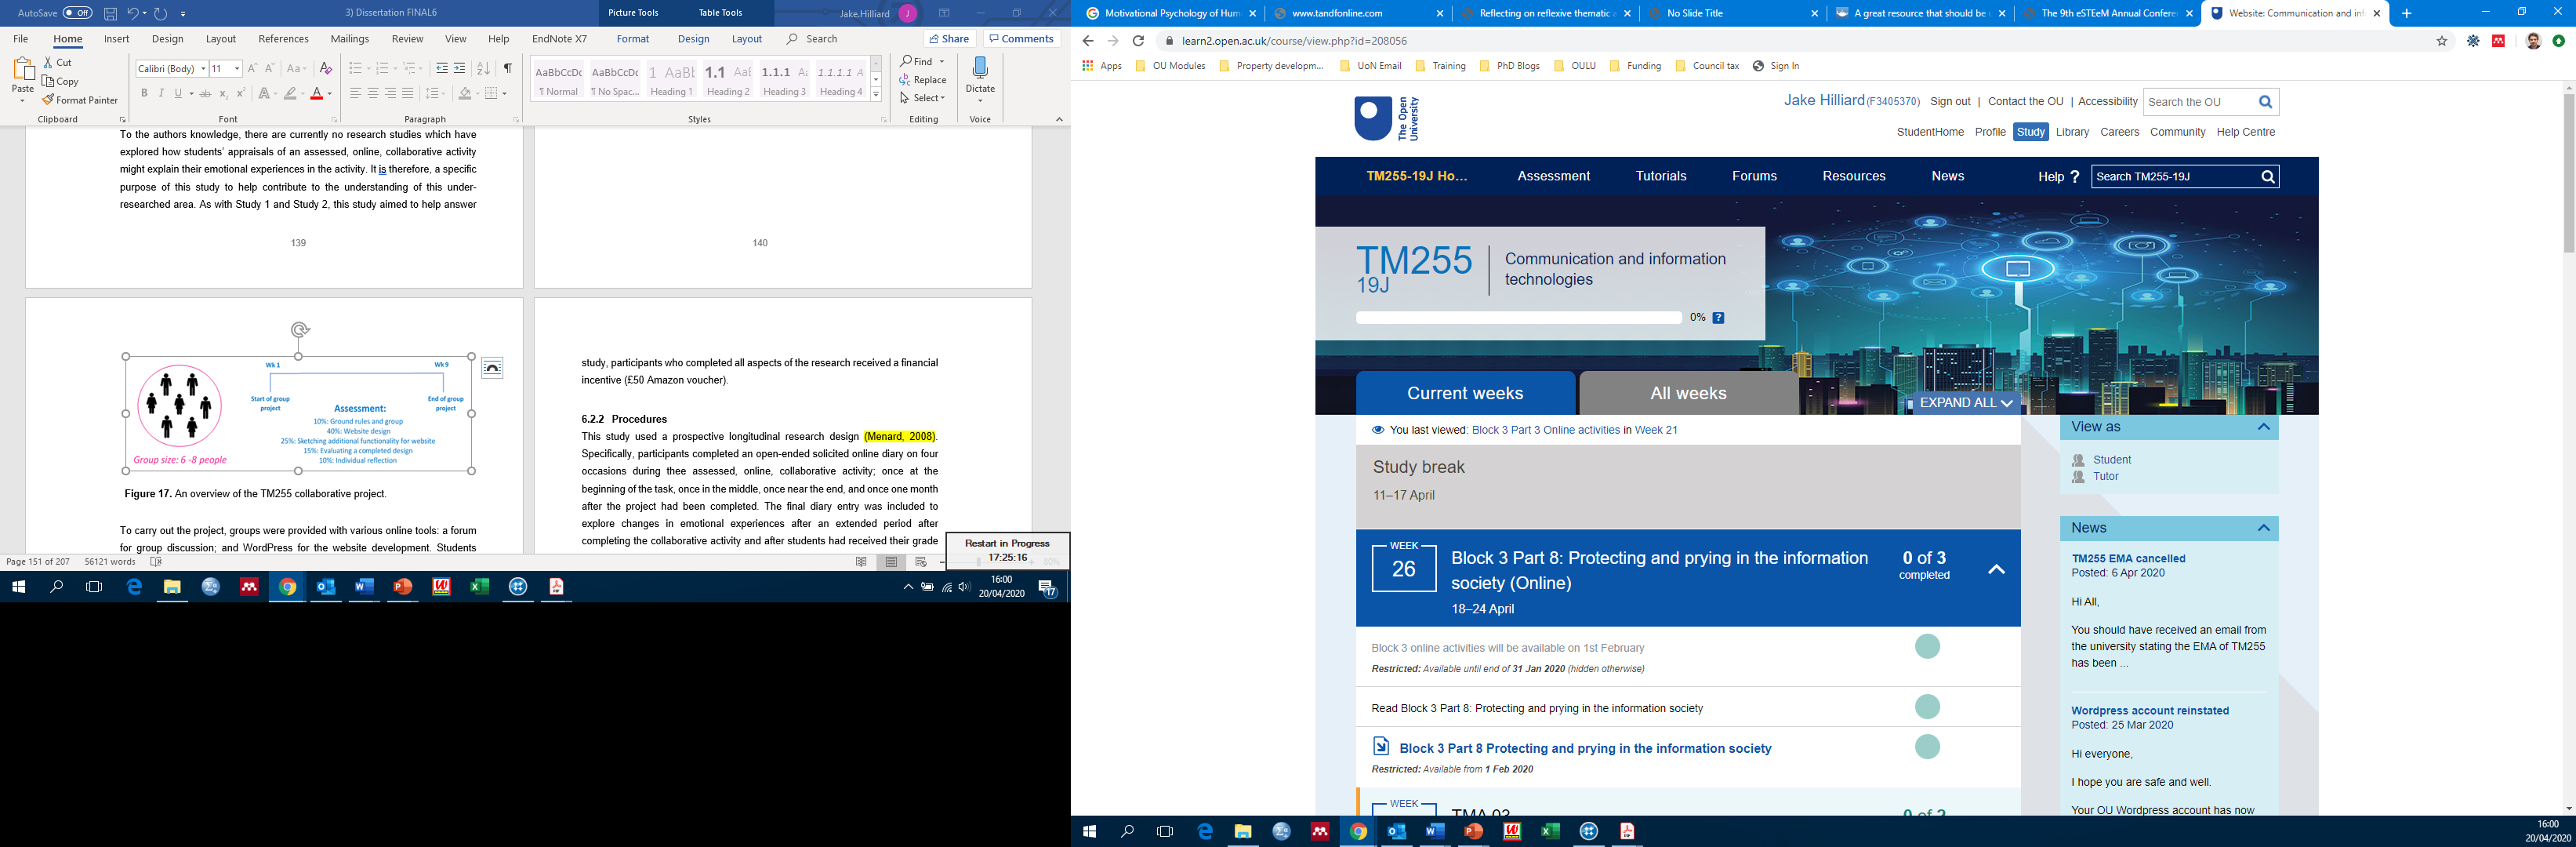 AutoSave Off
3) Dissertation FINAL6
Picture Tools
Table Tools
Jake.Hilliard
J
File Home Insert Design Layout References Mailings Review View Help EndNote X7 Format Design Layout Search
Share
Comments
Paste
Cut
Copy
Format Painter
Clipboard
Calibri (Body) 11
Font
Paragraph
AaBbCcDc AaBbCcDc 1 AaBb 1.1 AaB 1.1.1 Aa 1.1.1.1 A
¶ Normal ¶ No Spac... Heading 1 Heading 2 Heading 3 Heading 4
Styles
Find
Replace
Select
Editing
Dictate
Voice
To the authors knowledge, there are currently no research studies which have
explored how students' appraisals of an assessed, online, collaborative activity
might explain their emotional experiences in the activity. It is therefore, a specific
purpose of this study to help contribute to the understanding of this under-
researched area. As with Study 1 and Study 2, this study aimed to help answer
139
140
Wk 1
Wk 9
Start of group
project
End of group
project
Assessment:
10%: Ground rules and group
40%: Website design
25%: Sketching additional functionality for website
15%: Evaluating a completed design
10%: Individual reflection
Group size: 6 -8 people
Figure 17. An overview of the TM255 collaborative project.
To carry out the project, groups were provided with various online tools: a forum
for group discussion; and WordPress for the website development. Students
study, participants who completed all aspects of the research received a financial
incentive (£50 Amazon voucher).
6.2.2 Procedures
This study used a prospective longitudinal research design (Menard, 2008).
Specifically, participants completed an open-ended solicited online diary on four
occasions during thee assessed, online, collaborative activity; once at the
beginning of the task, once in the middle, once near the end, and once one month
after the project had been completed. The final diary entry was included to
explore changes in emotional experiences after an extended period after
completing the collaborative activity and after students had received their grade
Restart in Progress
17:25:16
Page 151 of 207 56121 words
16:00
20/04/2020
17
Motivational Psychology of Hum
www.tandfonline.com
Reflecting on reflexive thematic a
No Slide Title
A great resource that should be u
The 9th eSTEeM Annual Confere
Website: Communication and inf
learn2.open.ac.uk/course/view.php?id=208056
Apps OU Modules Property developm... UoN Email Training PhD Blogs OULU Funding Council tax Sign In
The Open
University
Jake Hilliard (F3405370) Sign out | Contact the OU | Accessibility
Search the OU
StudentHome Profile Study Library Careers Community Help Centre
TM255-19J Ho... Assessment Tutorials Forums Resources News Help ?
Search TM255-19J
TM255
19J
Communication and information
technologies
0% ?
Current weeks
All weeks
EXPAND ALL
You last viewed: Block 3 Part 3 Online activities in Week 21
Study break
11–17 April
WEEK
26
Block 3 Part 8: Protecting and prying in the information
society (Online)
18–24 April
0 of 3
completed
Block 3 online activities will be available on 1st February
Restricted: Available until end of 31 Jan 2020 (hidden otherwise)
Read Block 3 Part 8: Protecting and prying in the information society
Block 3 Part 8 Protecting and prying in the information society
Restricted: Available from 1 Feb 2020
WEEK
TMA 03
0 of 2
View as
Student
Tutor
News
TM255 EMA cancelled
Posted: 6 Apr 2020
Hi All,
You should have received an email from
the university stating the EMA of TM255
has been ...
Wordpress account reinstated
Posted: 25 Mar 2020
Hi everyone,
I hope you are safe and well.
Your OU Wordpress account has now
16:00
20/04/2020